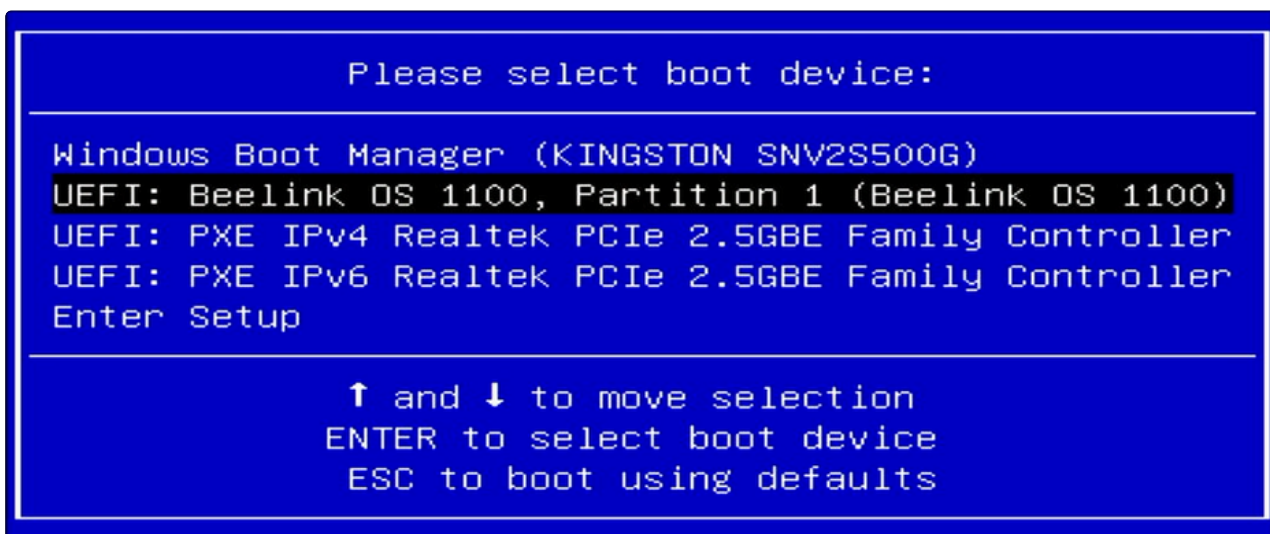 Please select boot device:
Windows Boot Manager (KINGSTON SNV2S500G)
UEFI: Beelink OS 1100, Partition 1 (Beelink OS 1100)
UEFI: PXE IPv4 Realtek PCIe 2.5GBE Family Controller
UEFI: PXE IPv6 Realtek PCIe 2.5GBE Family Controller
Enter Setup
↑ and ↓ to move selection
ENTER to select boot device
ESC to boot using defaults